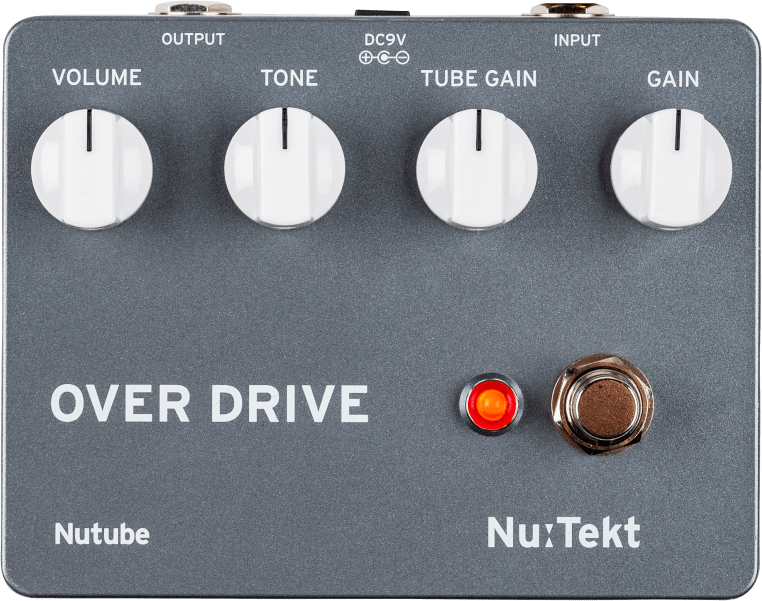 OUTPUT
DC9V
INPUT
VOLUME
TONE
TUBE GAIN
GAIN
OVER DRIVE
Nutube
Nu:Tekt